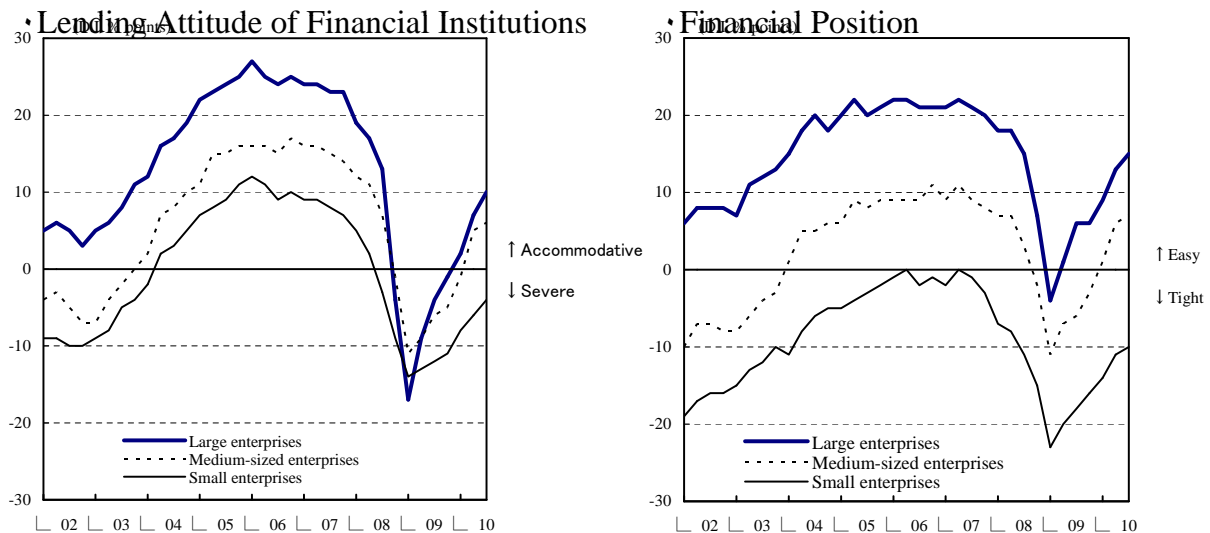 Lending Attitude of Financial Institutions
(D.I. % points)
30
20
10
0
-10
-20
-30
Large enterprises
Medium-sized enterprises
Small enterprises
02 03 04 05 06 07 08 09 10
↑ Accommodative
↓ Severe
Financial Position
(D.I. % points)
30
20
10
0
-10
-20
-30
Large enterprises
Medium-sized enterprises
Small enterprises
02 03 04 05 06 07 08 09 10
↑ Easy
↓ Tight